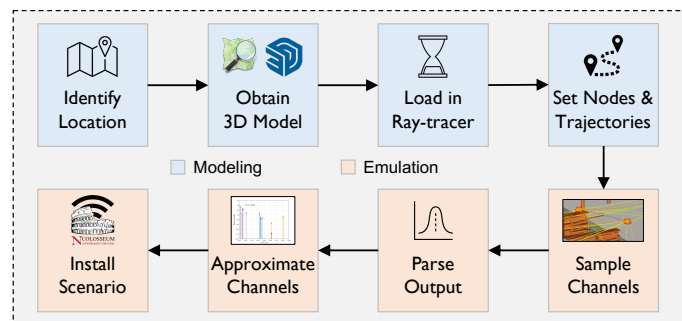 Identify
Location
Obtain
3D Model
Load in
Ray-tracer
Set Nodes &
Trajectories
Modeling
Emulation
NCOLOSSEUM
Install
Scenario
Approximate
Channels
Parse
Output
Sample
Channels